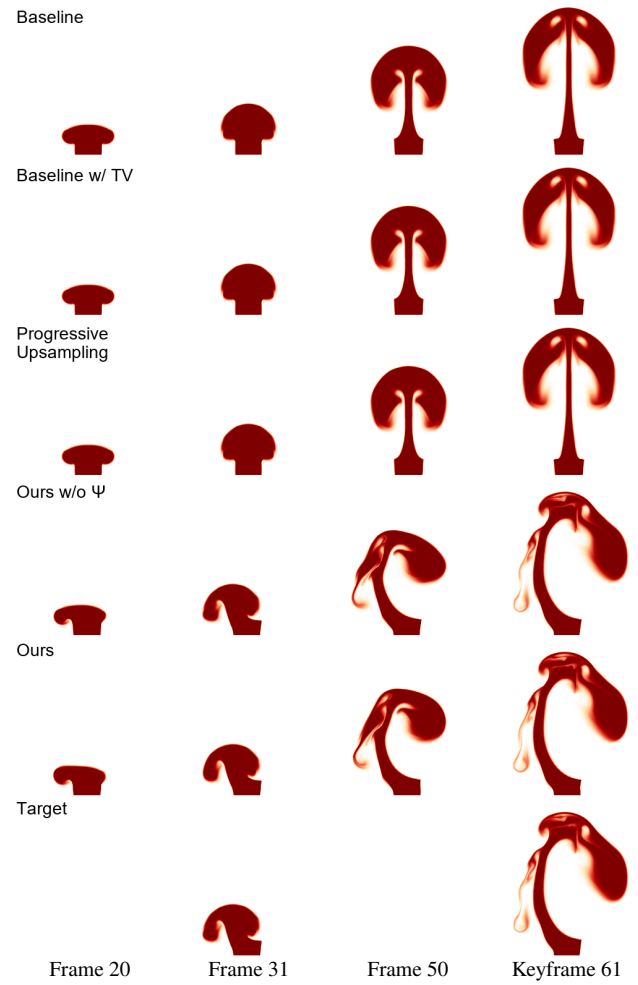 Baseline
Baseline w/ TV
Progressive
Upsampling
Ours w/o Ψ
Ours
Target
Frame 20 Frame 31 Frame 50 Keyframe 61